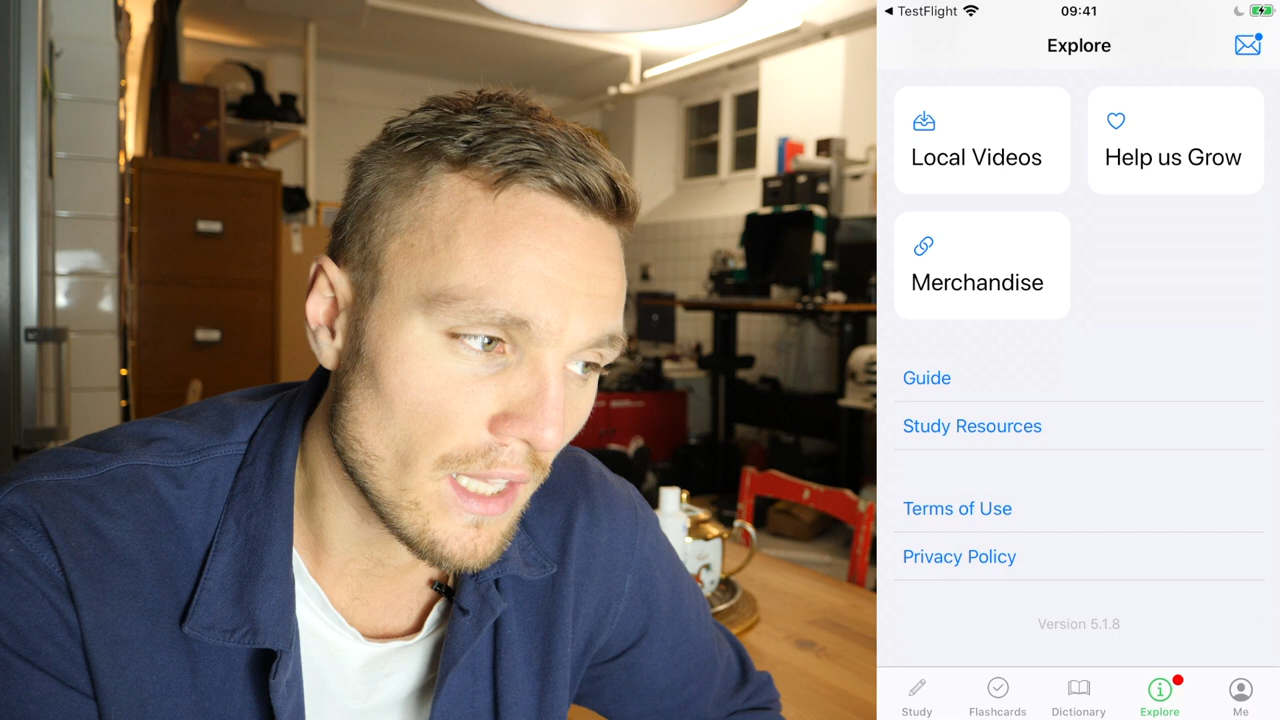 TestFlight
09:41
Explore
Local Videos
Help us Grow
Merchandise
Guide
Study Resources
Terms of Use
Privacy Policy
Version 5.1.8
Study
Flashcards
Dictionary
Explore
Me